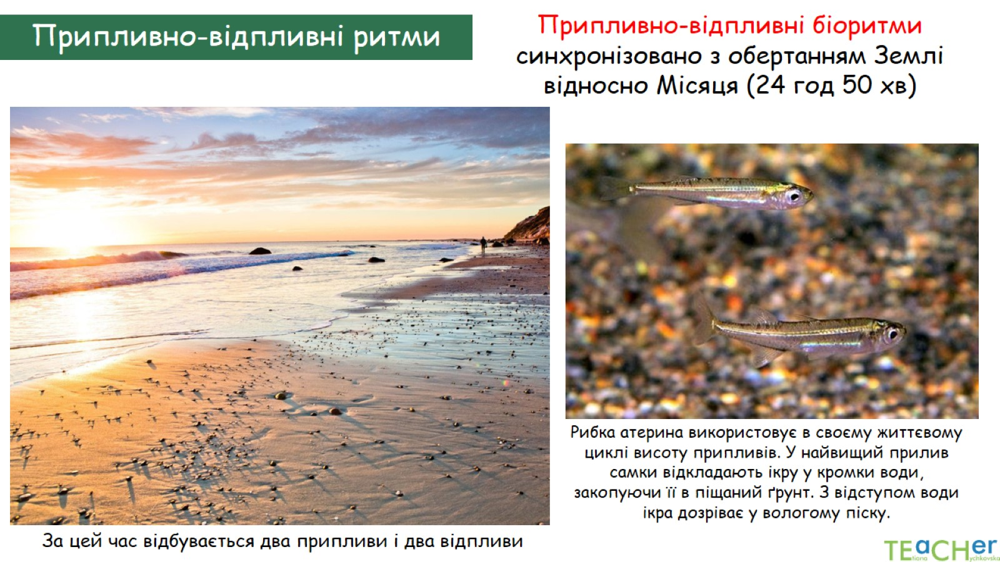 Припливно-відпливні ритми
Припливно-відпливні біоритми
синхронізовано з обертанням Землі
відносно Місяця (24 год 50 хв)
Рибка атерина використовує в своєму життєвому
циклі висоту припливів. У найвищий прилив
самки відкладають ікру у кромки води,
закопуючи її в піщаний ґрунт. З відступом води
ікра дозріває у вологому піску.
За цей час відбувається два припливи і два відпливи
TEaCHer
tiana ychkovska